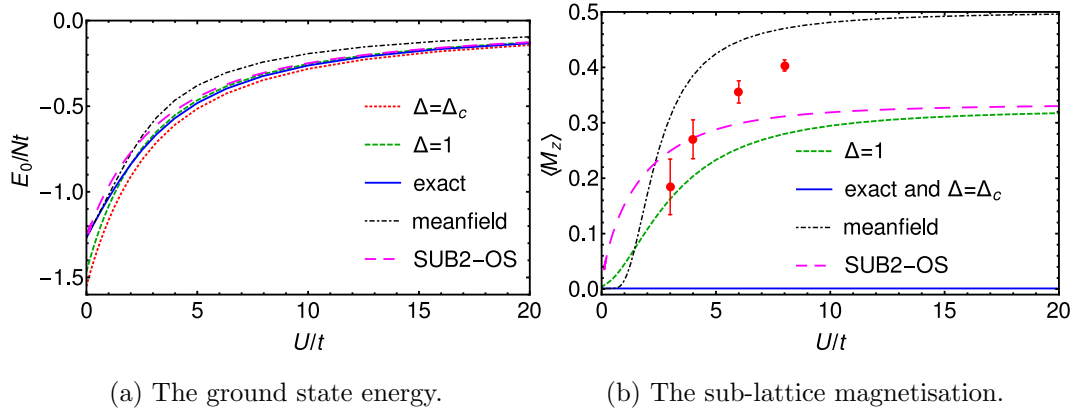 0.0
−0.5
−1.0
−1.5
E₀/Nt
0
5
10
15
20
U/t
Δ=Δc
Δ=1
exact
meanfield
SUB2−OS
(a) The ground state energy.
0.5
0.4
0.3
0.2
0.1
0.0
⟨Mz⟩
0
5
10
15
20
U/t
Δ=1
exact and Δ=Δc
meanfield
SUB2−OS
(b) The sub-lattice magnetisation.